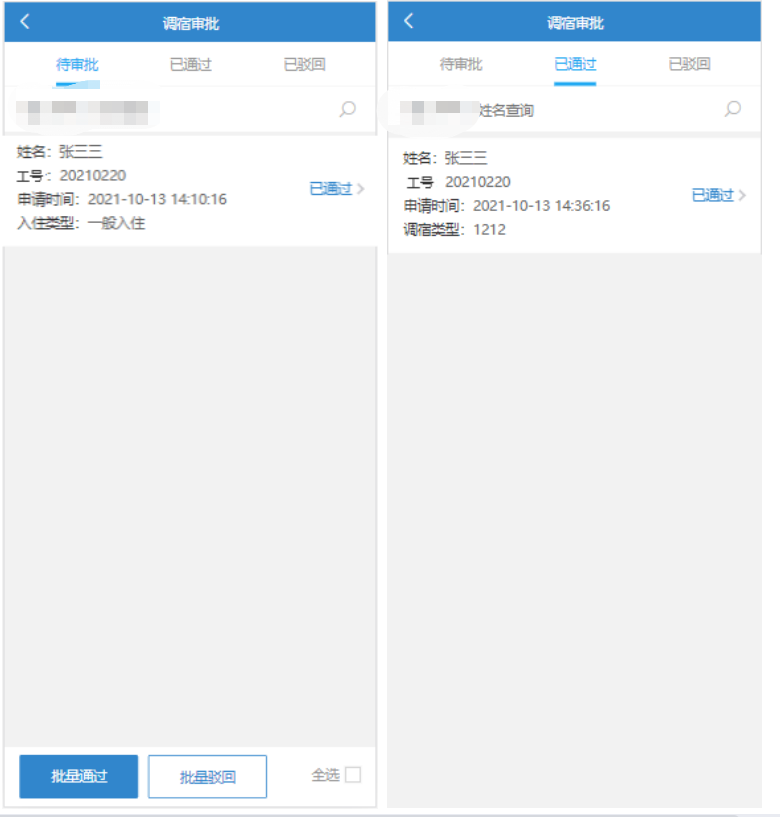 调宿审批
待审批 已通过 已驳回
姓名：张三三
工号：20210220
申请时间：2021-10-13 14:10:16
入住类型：一般入住
已通过
批量通过 批量驳回 全选
调宿审批
待审批 已通过 已驳回
姓名查询
姓名：张三三
工号 20210220
申请时间：2021-10-13 14:36:16
调宿类型：1212
已通过